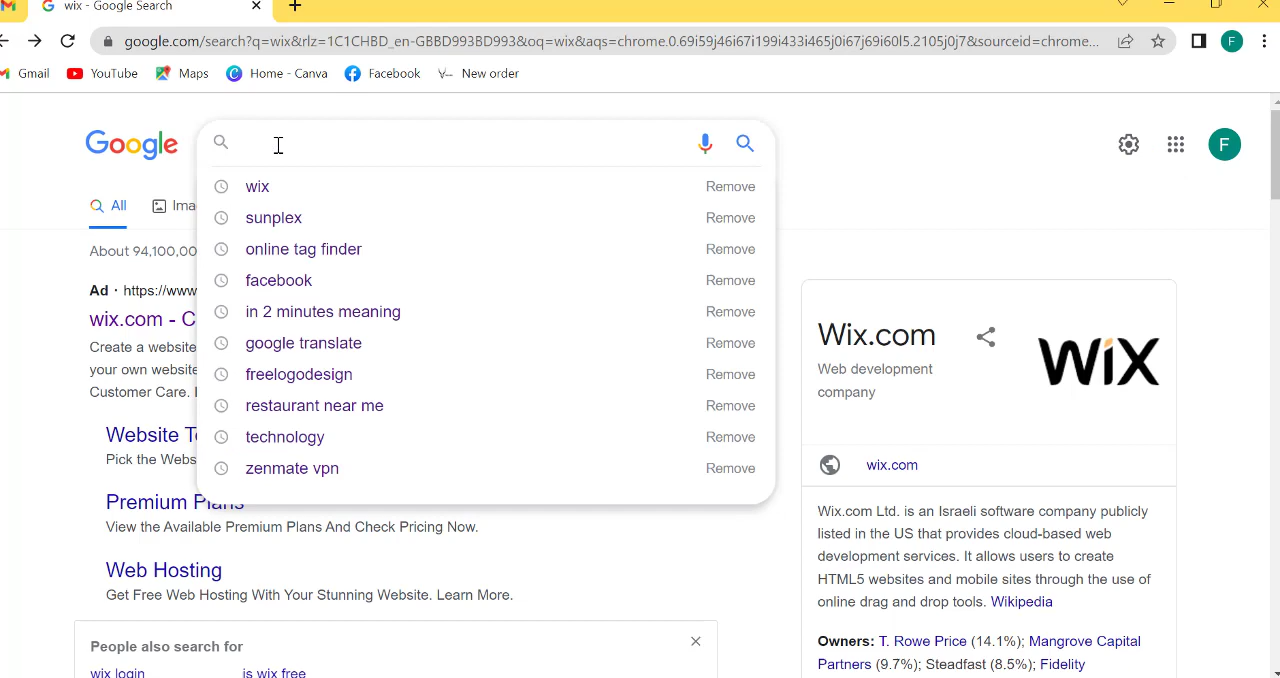 wix - Google Search
google.com/search?q=wix&rlz=1C1CHBD_en-GBBD993BD993&oq=wix&aqs=chrome.0.69i59j46i67i199i433i465j0i67j69i60l5.2105j0j7&sourceid=chrome...
F
Gmail YouTube Maps Home - Canva Facebook New order
Google
F
All Ima
wix Remove
sunplex Remove
online tag finder Remove
facebook Remove
in 2 minutes meaning Remove
google translate Remove
freelogodesign Remove
restaurant near me Remove
technology Remove
zenmate vpn Remove
About 94,100,00
Ad · https://www
wix.com - C
Create a website
your own website
Customer Care.
Website T
Pick the Webs
Premium Plans
View the Available Premium Plans And Check Pricing Now.
Web Hosting
Get Free Web Hosting With Your Stunning Website. Learn More.
People also search for
wix login is wix free
Wix.com
WiX
Web development
company
wix.com
Wix.com Ltd. is an Israeli software company publicly
listed in the US that provides cloud-based web
development services. It allows users to create
HTML5 websites and mobile sites through the use of
online drag and drop tools. Wikipedia
Owners: T. Rowe Price (14.1%); Mangrove Capital
Partners (9.7%); Steadfast (8.5%); Fidelity